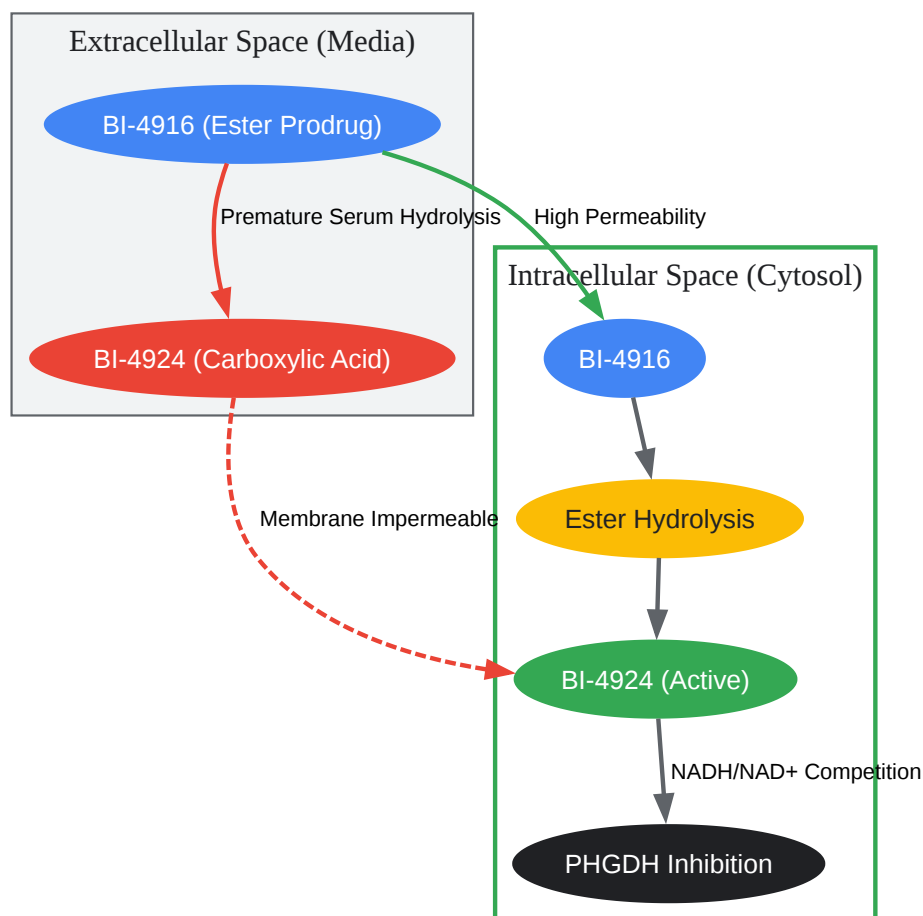 Extracellular Space (Media)
BI-4916 (Ester Prodrug)
Premature Serum Hydrolysis
High Permeability
Intracellular Space (Cytosol)
BI-4924 (Carboxylic Acid)
BI-4916
Membrane Impermeable
Ester Hydrolysis
BI-4924 (Active)
NADH/NAD+ Competition
PHGDH Inhibition